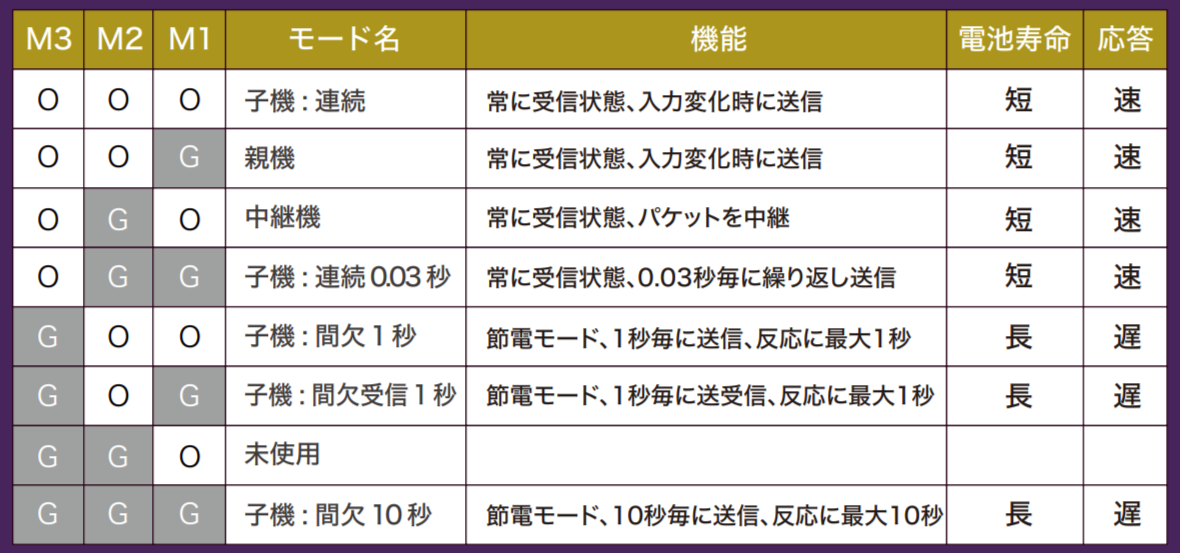 M3 M2 M1 モード名 機能 電池寿命 応答
O O O 子機 : 連続 常に受信状態、入力変化時に送信 短 速
O O G 親機 常に受信状態、入力変化時に送信 短 速
O G O 中継機 常に受信状態、パケットを中継 短 速
O G G 子機 : 連続 0.03 秒 常に受信状態、0.03秒毎に繰り返し送信 短 速
G O O 子機 : 間欠 1 秒 節電モード、1秒毎に送信、反応に最大1秒 長 遅
G O G 子機 : 間欠受信 1 秒 節電モード、1秒毎に送受信、反応に最大1秒 長 遅
G G O 未使用
G G G 子機 : 間欠 10 秒 節電モード、10秒毎に送信、反応に最大10秒 長 遅